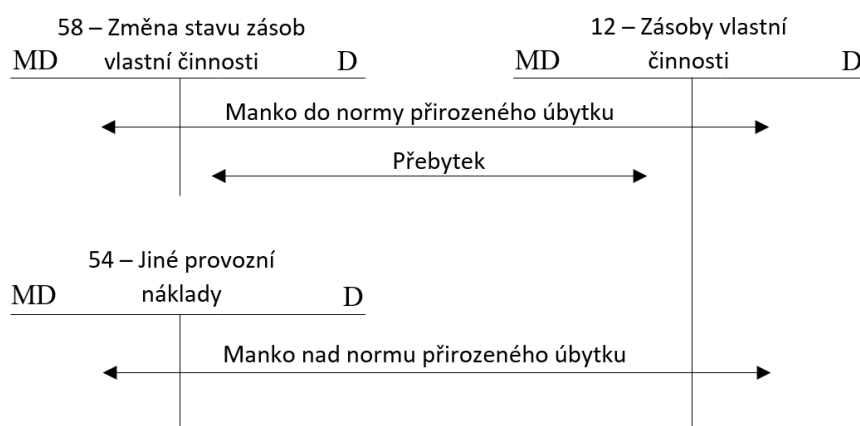 58 – Změna stavu zásob
vlastní činnosti
MD
D
12 – Zásoby vlastní
činnosti
MD
D
Manko do normy přirozeného úbytku
Přebytek
54 – Jiné provozní
náklady
MD
D
Manko nad normu přirozeného úbytku